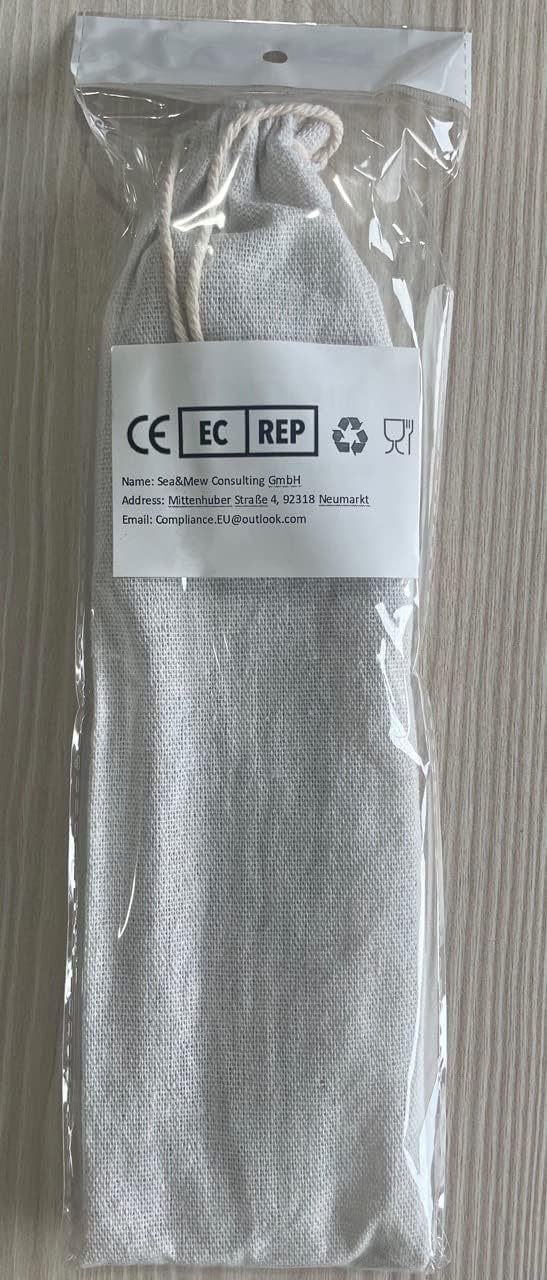 CE EC REP
Name: Sea&Mew Consulting GmbH
Address: Mittenhuber Straße 4, 92318 Neumarkt
Email: Compliance.EU@outlook.com